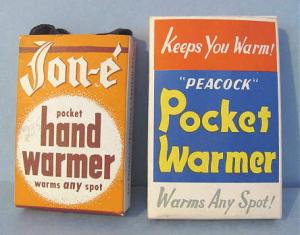 Jon-é
pocket
hand
warmer
warms any spot
Keeps You Warm!
"PEACOCK"
Pocket
Warmer
Warms Any Spot!